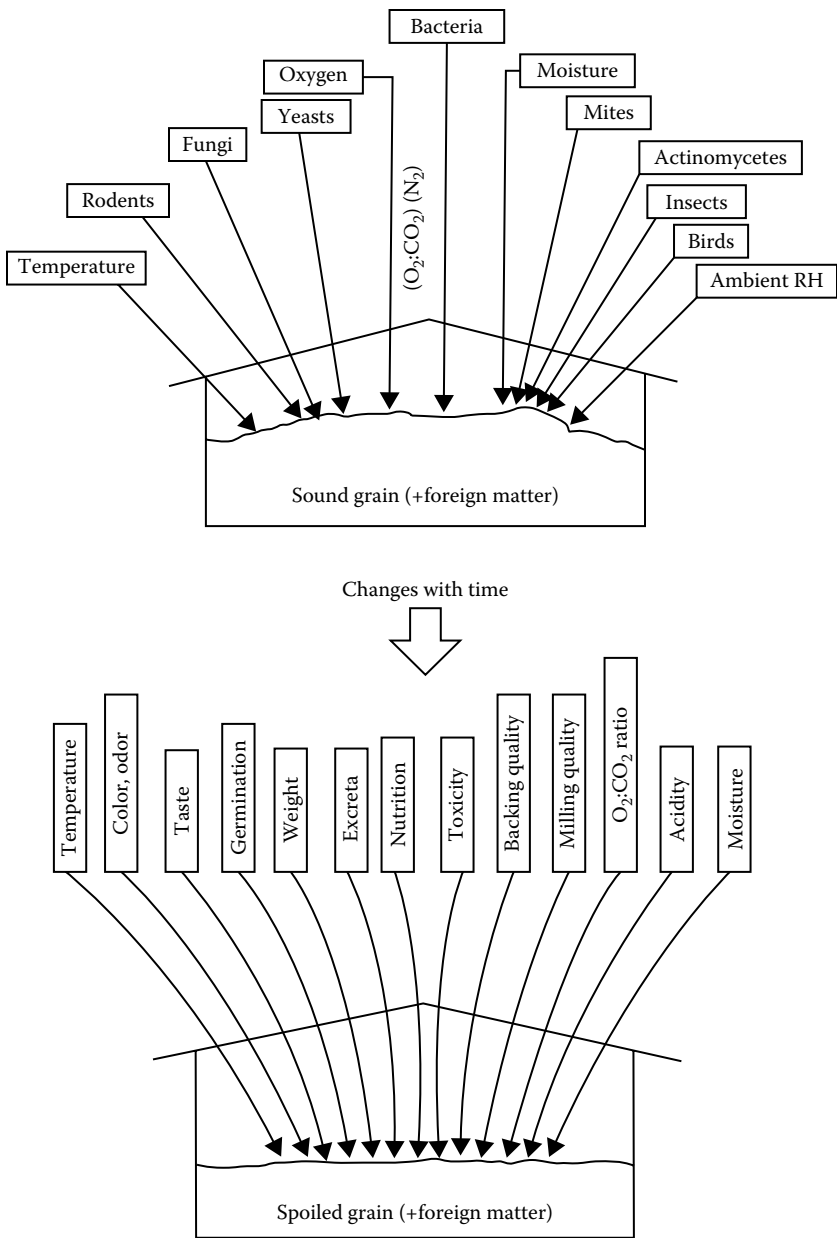 Bacteria
Oxygen
Moisture
Yeasts
Mites
Fungi
Actinomycetes
Rodents
Insects
Birds
Temperature
Ambient RH
(O₂:CO₂) (N₂)
Sound grain (+foreign matter)
Changes with time
Temperature
Color, odor
Taste
Germination
Weight
Excreta
Nutrition
Toxicity
Backing quality
Milling quality
O₂:CO₂ ratio
Acidity
Moisture
Spoiled grain (+foreign matter)